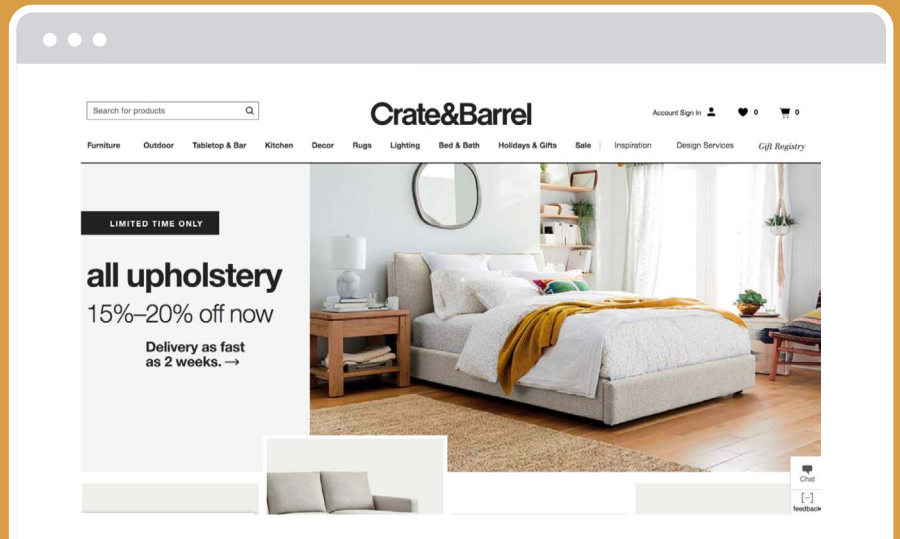 Search for products
Crate&Barrel
Account Sign In
0
0
Furniture
Outdoor
Tabletop & Bar
Kitchen
Decor
Rugs
Lighting
Bed & Bath
Holidays & Gifts
Sale
Inspiration
Design Services
Gift Registry
LIMITED TIME ONLY
all upholstery
15%–20% off now
Delivery as fast
as 2 weeks. →
Chat
[···]
feedback